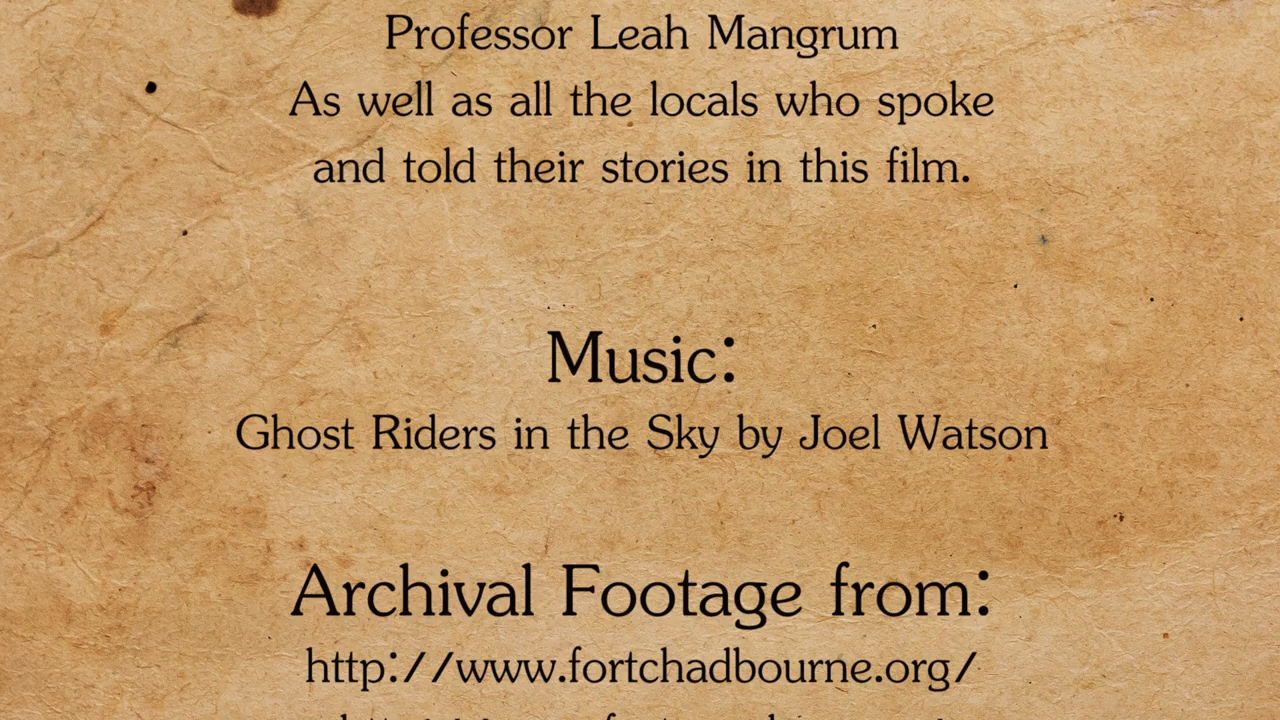 Professor Leah Mangrum
As well as all the locals who spoke
and told their stories in this film.
Music:
Ghost Riders in the Sky by Joel Watson
Archival Footage from:
http://www.fortchadbourne.org/